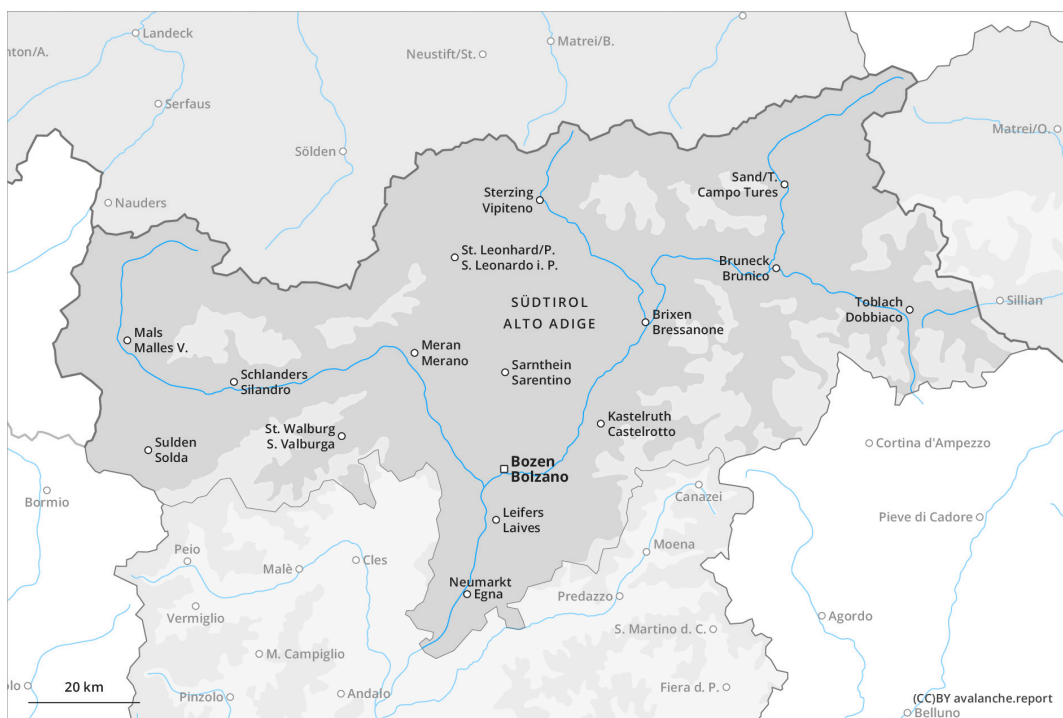 Landeck
nton/A.
Matrei/B.
Neustift/St.
Serfaus
Matrei/O.
Sölden
Sand/T.
Campo Tures
Sterzing
Vipiteno
Nauders
St. Leonhard/P.
S. Leonardo i. P.
Bruneck
Brunico
SÜDTIROL
ALTO ADIGE
Toblach
Dobbiaco
Sillian
Brixen
Bressanone
Mals
Malles V.
Meran
Merano
Sarnthein
Sarentino
Schlanders
Silandro
Kastelruth
Castelrotto
St. Walburg
S. Valburga
Sulden
Solda
Cortina d'Ampezzo
Bozen
Bolzano
Bormio
Canazei
Leifers
Laives
Pieve di Cadore
Peio
Moena
Cles
Malè
Neumarkt
Egna
Predazzo
Vermiglio
Agordo
S. Martino d. C.
M. Campiglio
olo
20 km
Pinzolo
Andalo
Fiera d. P.
(CC)BY avalanche.report
Belluno